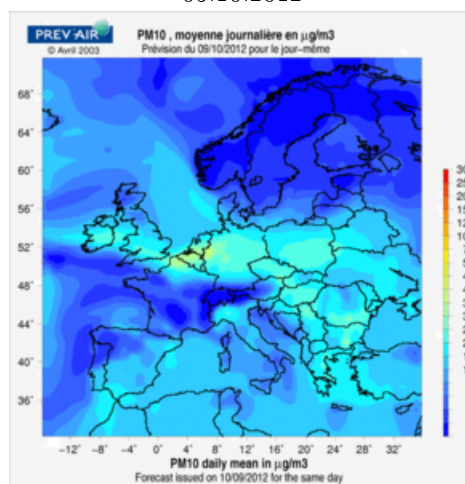 PREV'AIR
© Avril 2003
PM10 , moyenne journalière en µg/m3
Prévision du 09/10/2012 pour le jour-même
68°
64°
60°
56°
52°
48°
44°
40°
36°
-12° -8° -4° 0° 4° 8° 12° 16° 20° 24° 28° 32°
PM10 daily mean in µg/m3
Forecast issued on 10/09/2012 for the same day